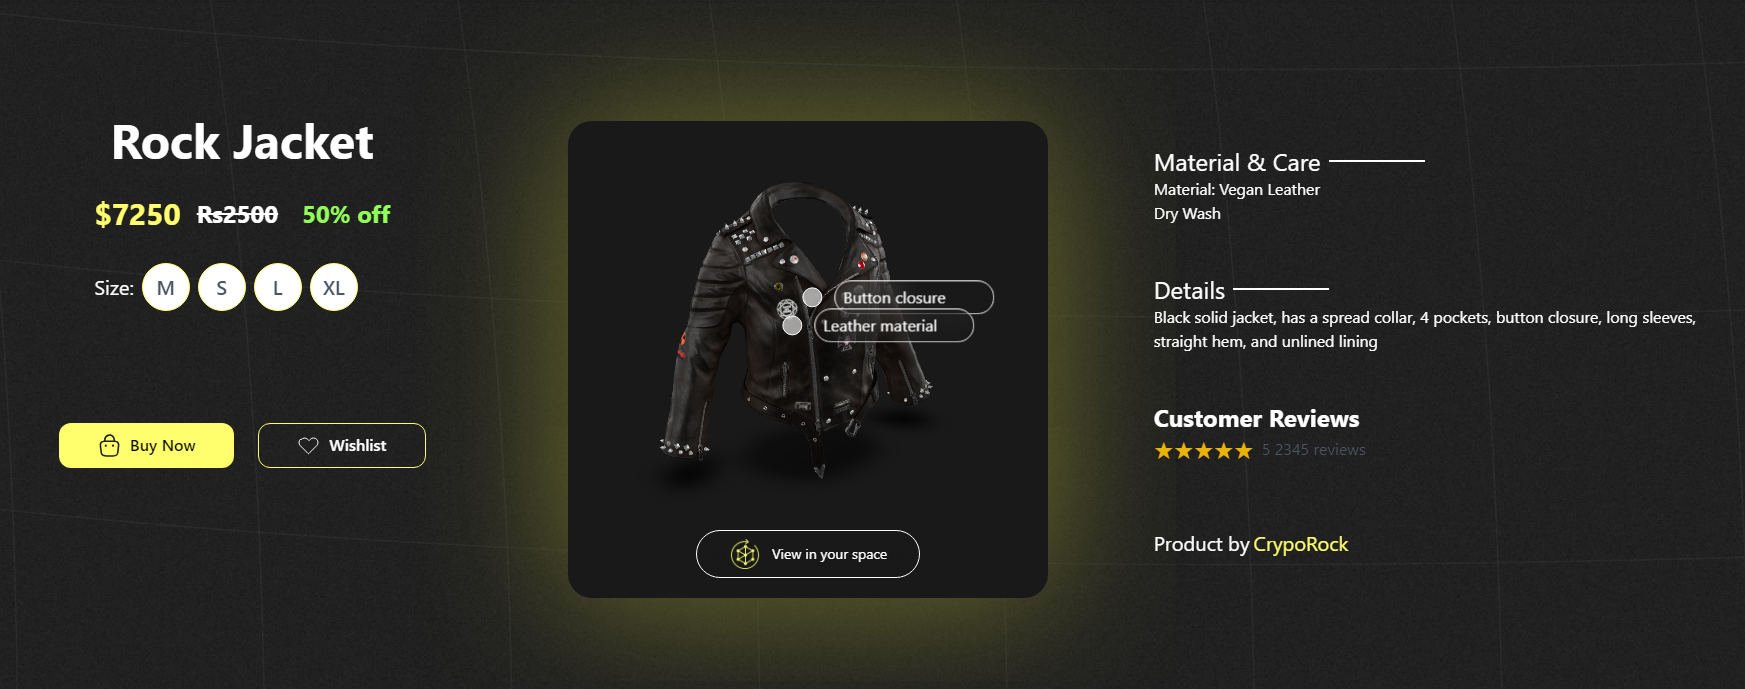 Rock Jacket
$7250 Rs2500 50% off
Size: M S L XL
Buy Now
Wishlist
Button closure
Leather material
View in your space
Material & Care
Material: Vegan Leather
Dry Wash
Details
Black solid jacket, has a spread collar, 4 pockets, button closure, long sleeves,
straight hem, and unlined lining
Customer Reviews
5 2345 reviews
Product by CrypoRock